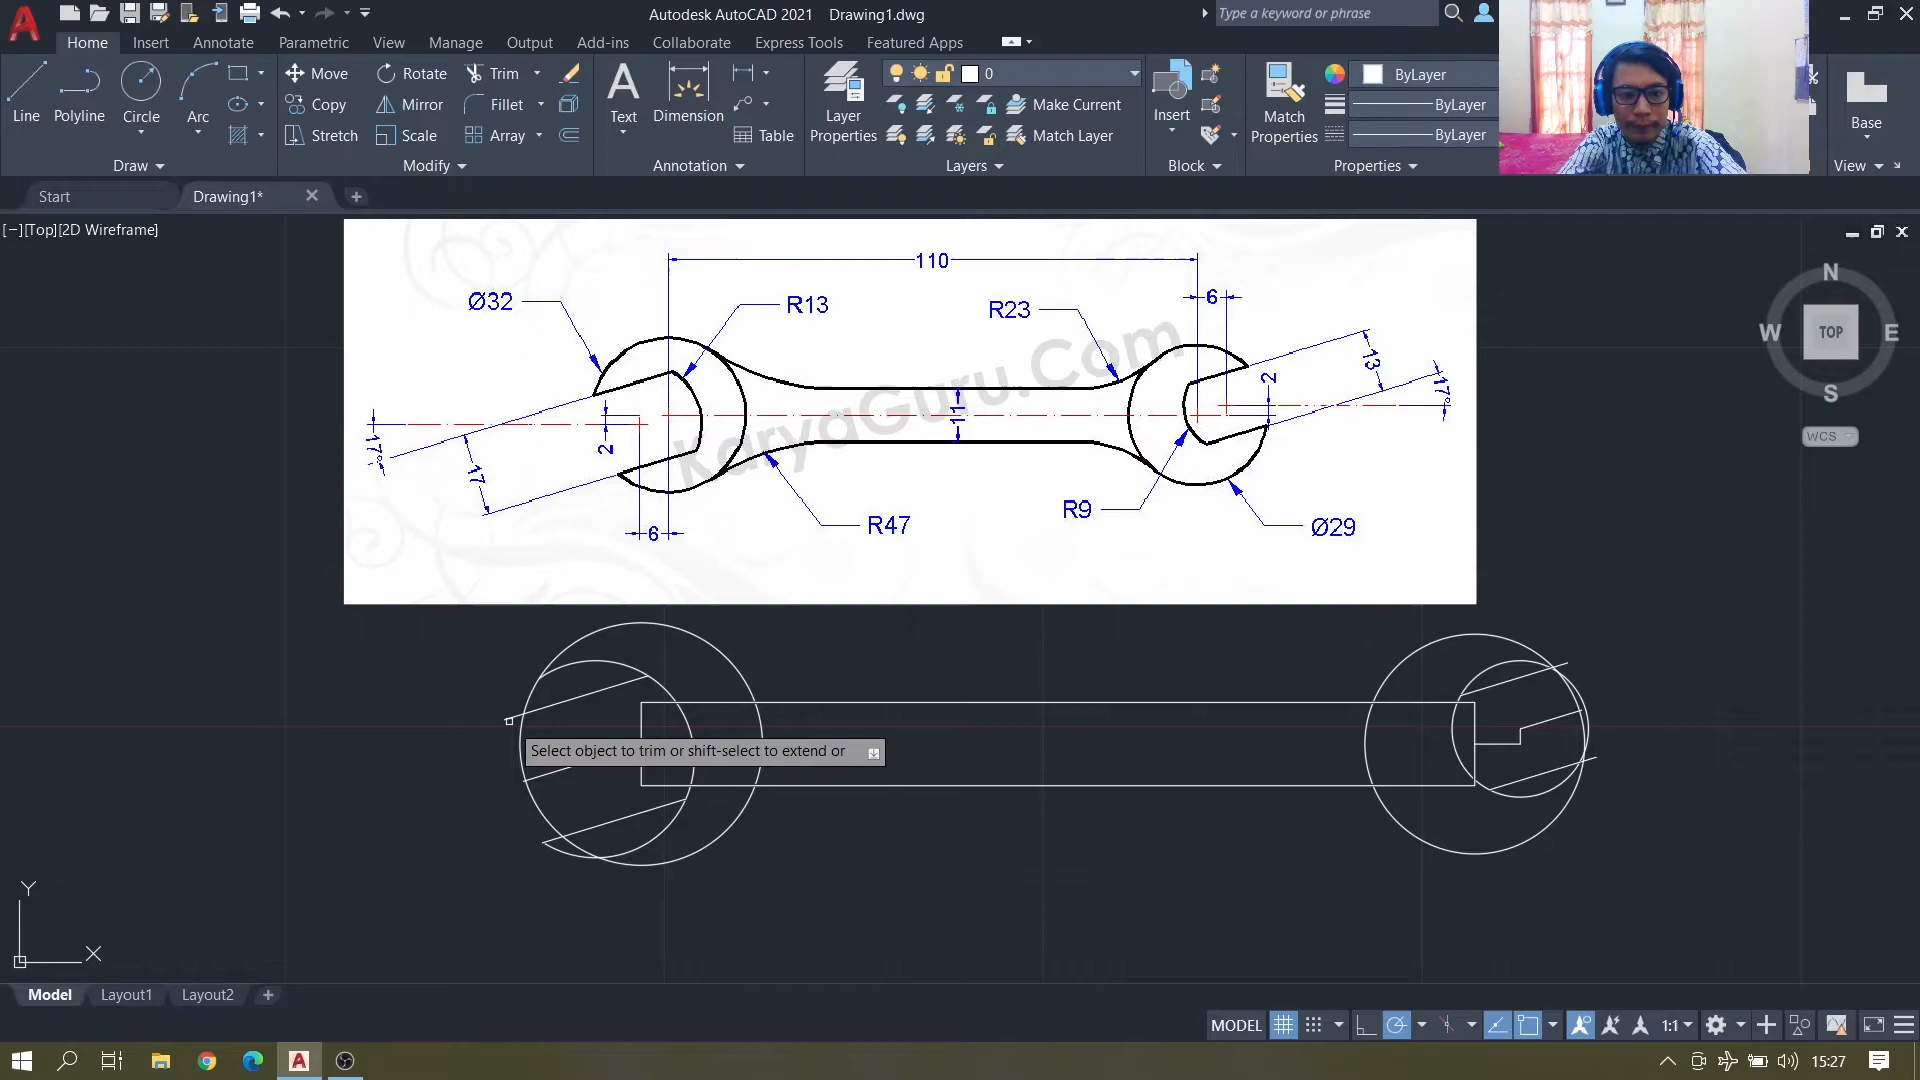 Autodesk AutoCAD 2021 Drawing1.dwg
Type a keyword or phrase
Home Insert Annotate Parametric View Manage Output Add-ins Collaborate Express Tools Featured Apps
Line
Polyline
Circle
Arc
Move
Copy
Stretch
Rotate
Mirror
Scale
Trim
Fillet
Array
Text
Dimension
Table
Layer
Properties
0
Make Current
Match Layer
Insert
Match
Properties
ByLayer
ByLayer
ByLayer
Base
Draw Modify Annotation Layers Block Properties View
Start Drawing1*
[−][Top][2D Wireframe]
110
Ø32
R13
R23
6
13
2
17°
11
17°
2
17
6
R47
R9
Ø29
KaryaGuru.Com
N
W
TOP
E
S
WCS
Select object to trim or shift-select to extend or
Y
X
Model Layout1 Layout2
MODEL
1:1
15:27